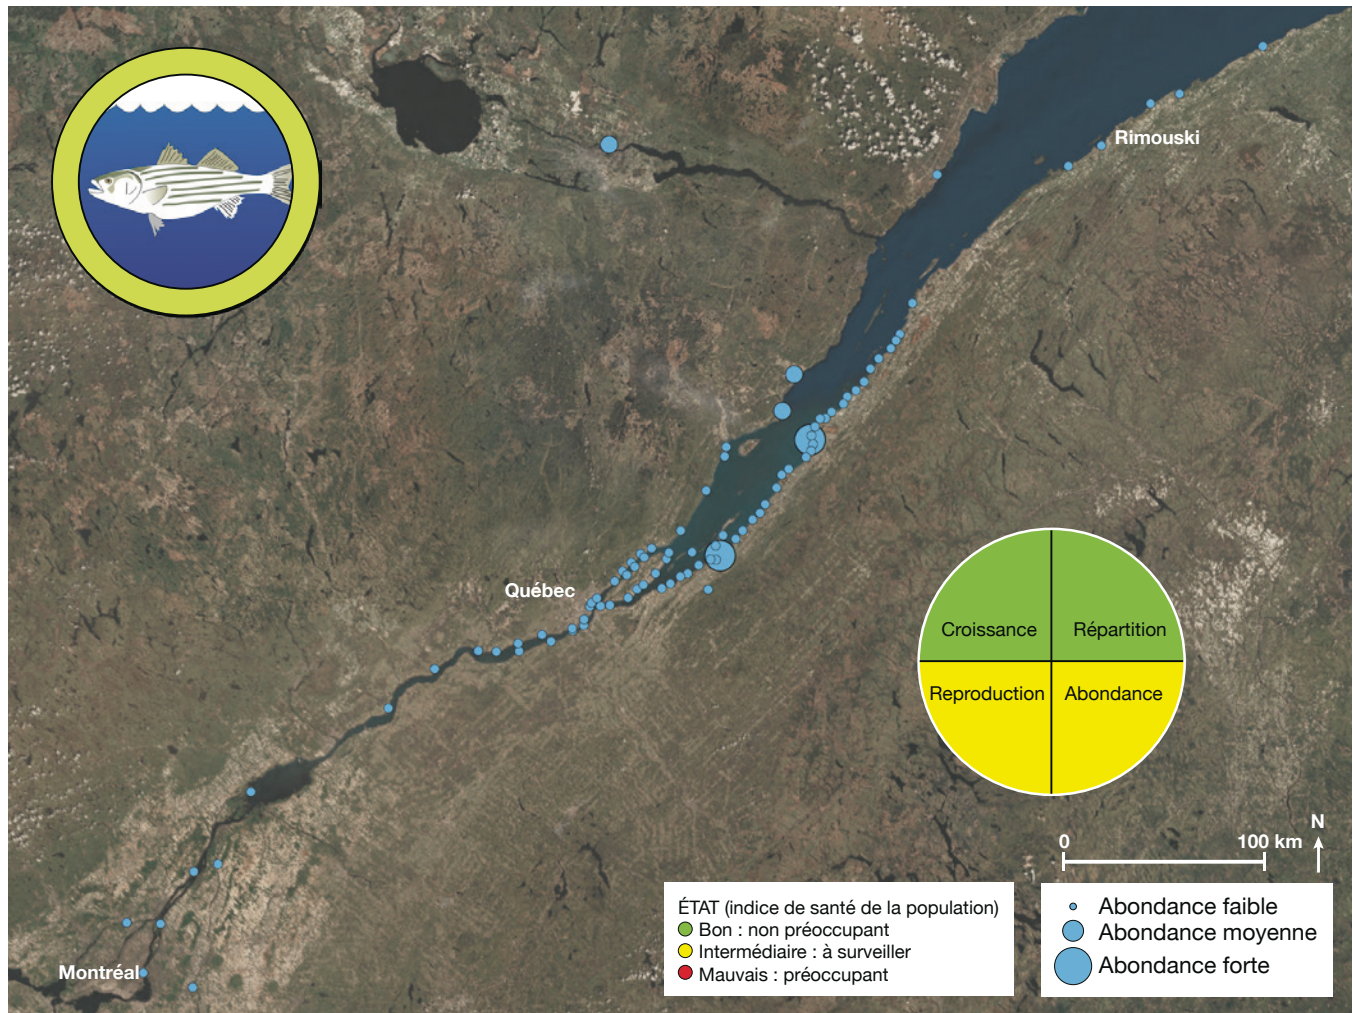 Rimouski
Québec
Croissance
Répartition
Reproduction
Abondance
N
0
100 km
ÉTAT (indice de santé de la population)
Bon : non préoccupant
Intermédiaire : à surveiller
Mauvais : préoccupant
Abondance faible
Abondance moyenne
Abondance forte
Montréal